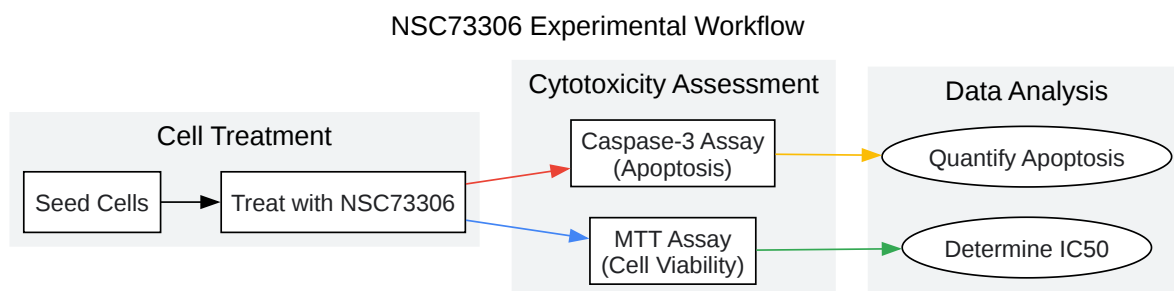 NSC73306 Experimental Workflow
Cell Treatment
Seed Cells
Treat with NSC73306
Cytotoxicity Assessment
Caspase-3 Assay
(Apoptosis)
MTT Assay
(Cell Viability)
Data Analysis
Quantify Apoptosis
Determine IC50